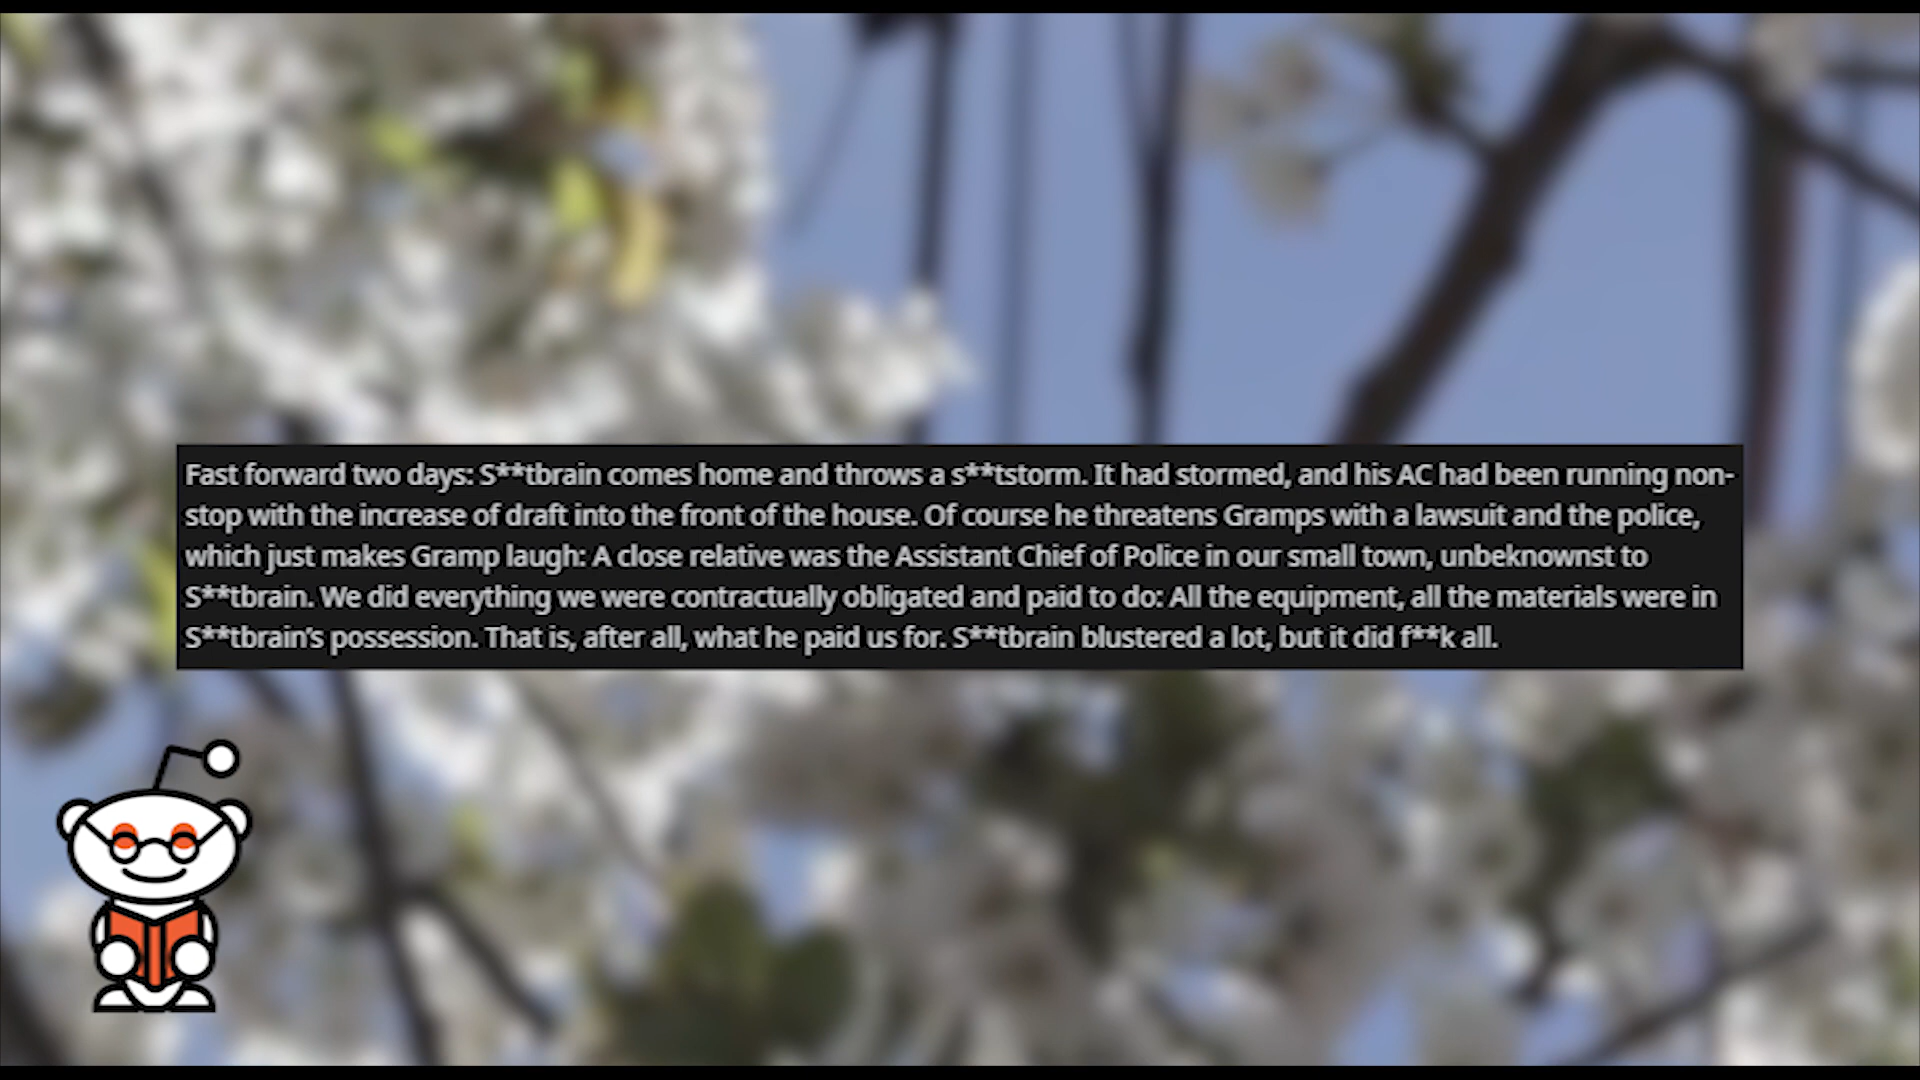 Fast forward two days: S**tbrain comes home and throws a s**tstorm. It had stormed, and his AC had been running non-
stop with the increase of draft into the front of the house. Of course he threatens Gramps with a lawsuit and the police,
which just makes Gramp laugh: A close relative was the Assistant Chief of Police in our small town, unbeknownst to
S**tbrain. We did everything we were contractually obligated and paid to do: All the equipment, all the materials were in
S**tbrain’s possession. That is, after all, what he paid us for. S**tbrain blustered a lot, but it did f**k all.